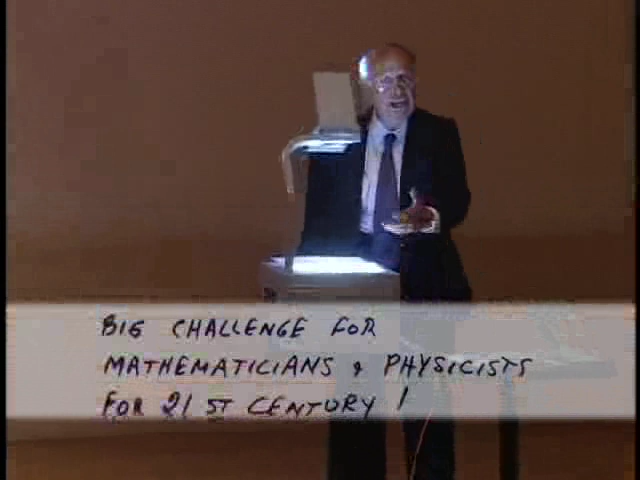 BIG CHALLENGE FOR
MATHEMATICIANS & PHYSICISTS
FOR 21 ST CENTURY !